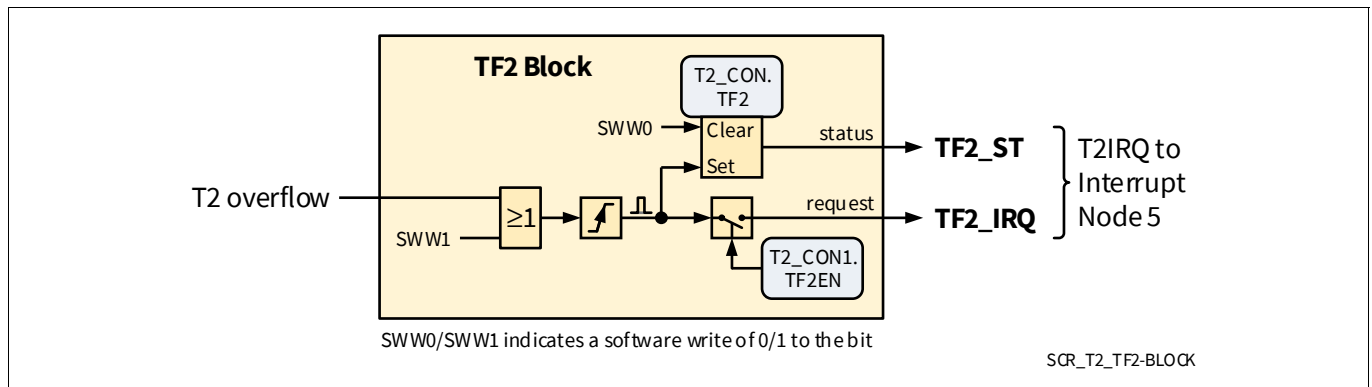 TF2 Block
T2_CON.
TF2
SWW0
Clear
Set
status
TF2_ST
T2 overflow
≥1
SWW1
request
TF2_IRQ
T2_CON1.
TF2EN
T2IRQ to
Interrupt
Node 5
SWW0/SWW1 indicates a software write of 0/1 to the bit
SCR_T2_TF2-BLOCK